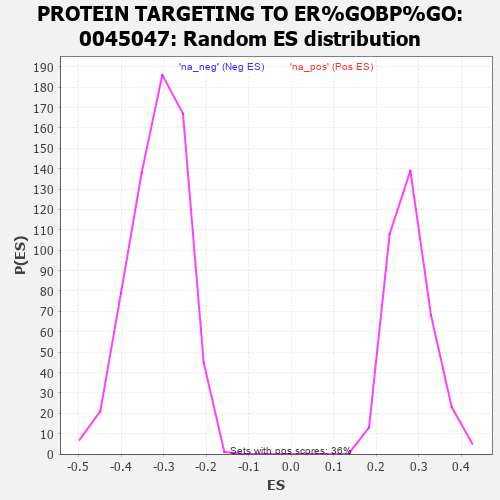 PROTEIN TARGETING TO ER%GOBP%GO:
0045047: Random ES distribution
'na_neg' (Neg ES) 'na_pos' (Pos ES)
190
180
170
160
150
140
130
120
110
100
90
80
70
60
50
40
30
20
10
0
P(ES)
Sets with pos scores: 36%
-0.5 -0.4 -0.3 -0.2 -0.1 0.0 0.1 0.2 0.3 0.4
ES